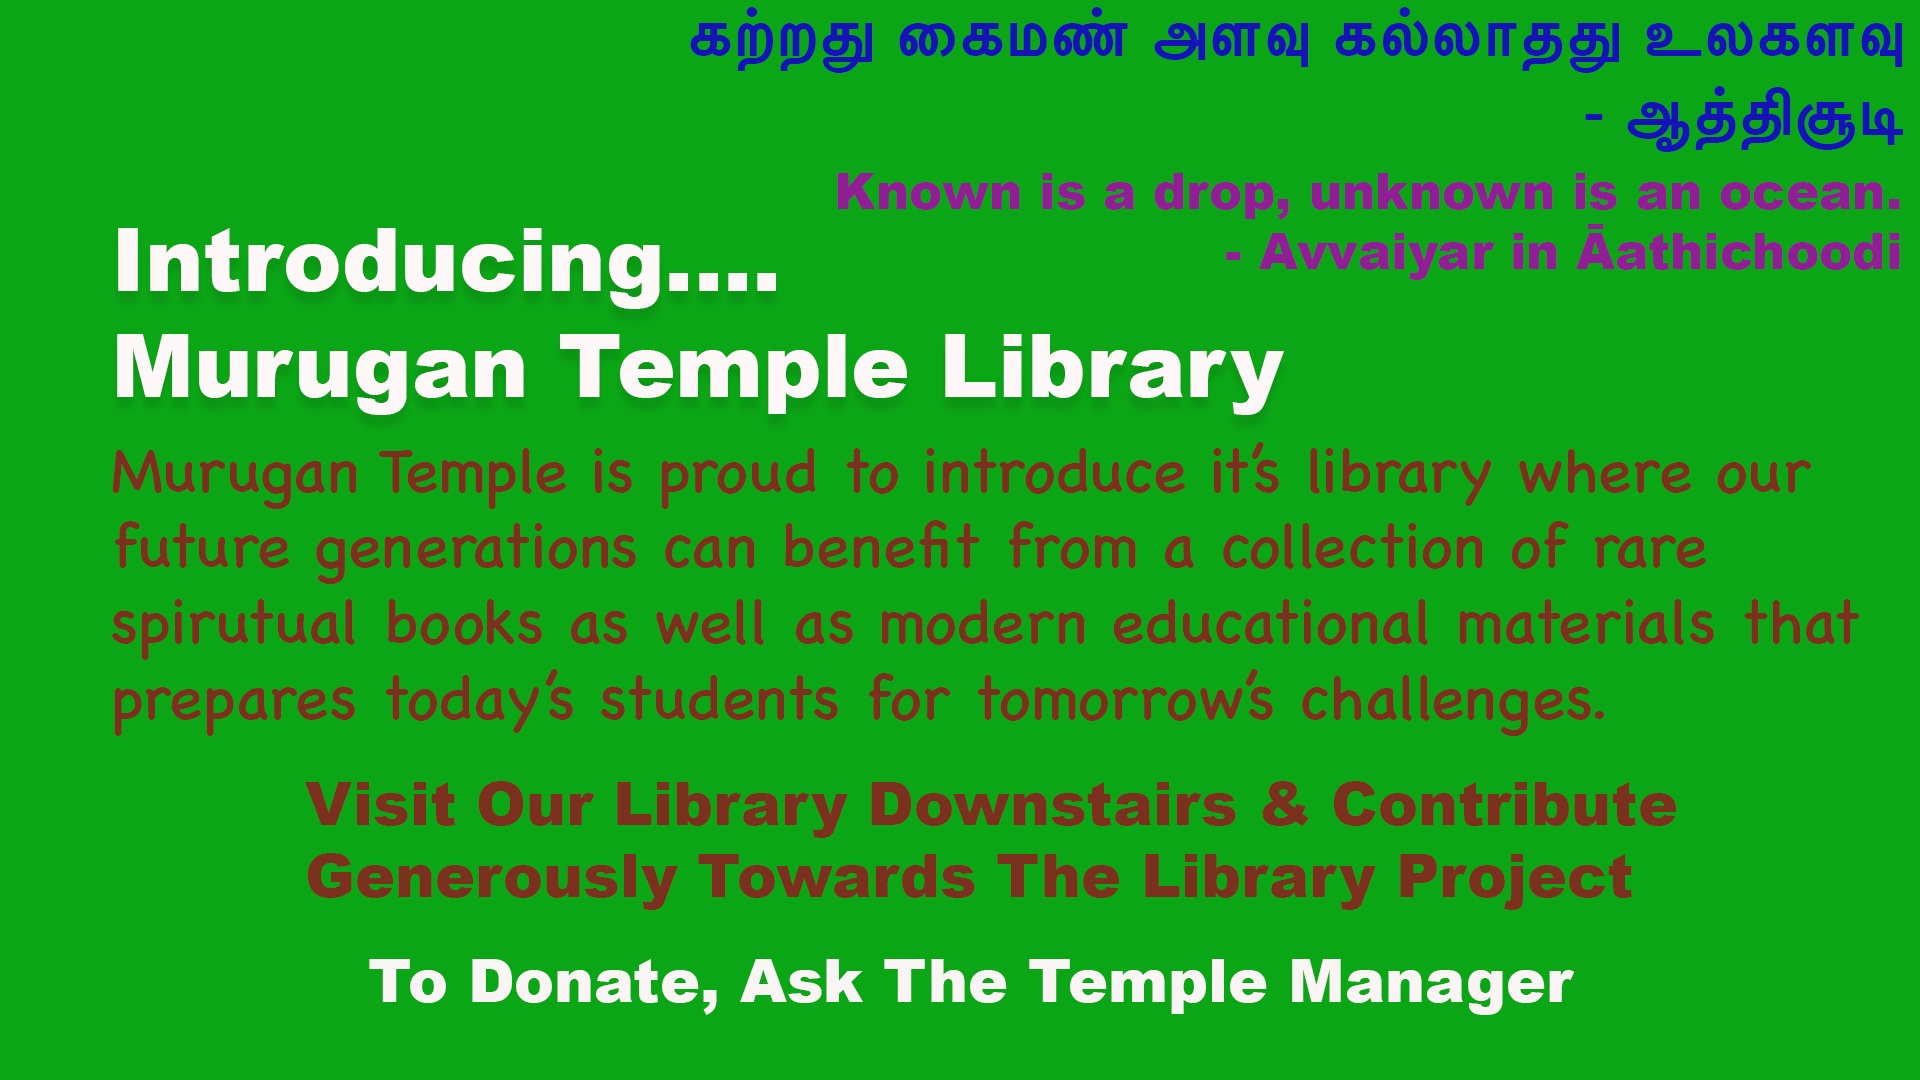 கற்றது கைமண் அளவு கல்லாதது உலகளவு
- ஆத்திசூடி
Known is a drop, unknown is an ocean.
- Avvaiyar in Āathichoodi
Introducing....
Murugan Temple Library
Murugan Temple is proud to introduce it's library where our
future generations can benefit from a collection of rare
spirutual books as well as modern educational materials that
prepares today's students for tomorrow's challenges.
Visit Our Library Downstairs & Contribute
Generously Towards The Library Project
To Donate, Ask The Temple Manager